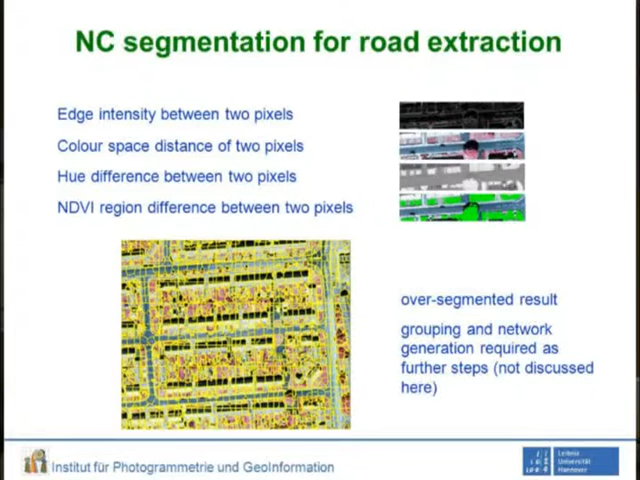 NC segmentation for road extraction
Edge intensity between two pixels
Colour space distance of two pixels
Hue difference between two pixels
NDVI region difference between two pixels
over-segmented result
grouping and network
generation required as
further steps (not discussed
here)
Institut für Photogrammetrie und GeoInformation
Leibniz
Universität
Hannover